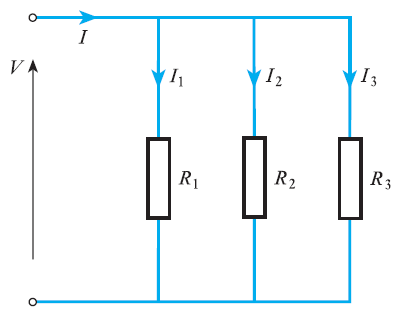 I
V
I₁ I₂ I₃
R₁ R₂ R₃